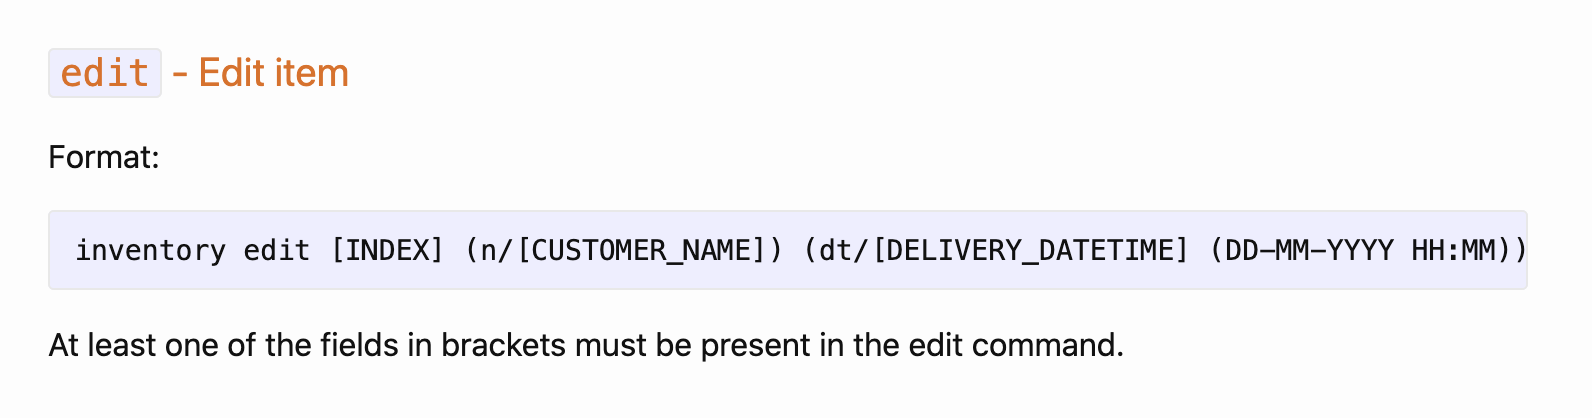 edit - Edit item
Format:
inventory edit [INDEX] (n/[CUSTOMER_NAME]) (dt/[DELIVERY_DATETIME] (DD-MM-YYYY HH:MM))
At least one of the fields in brackets must be present in the edit command.